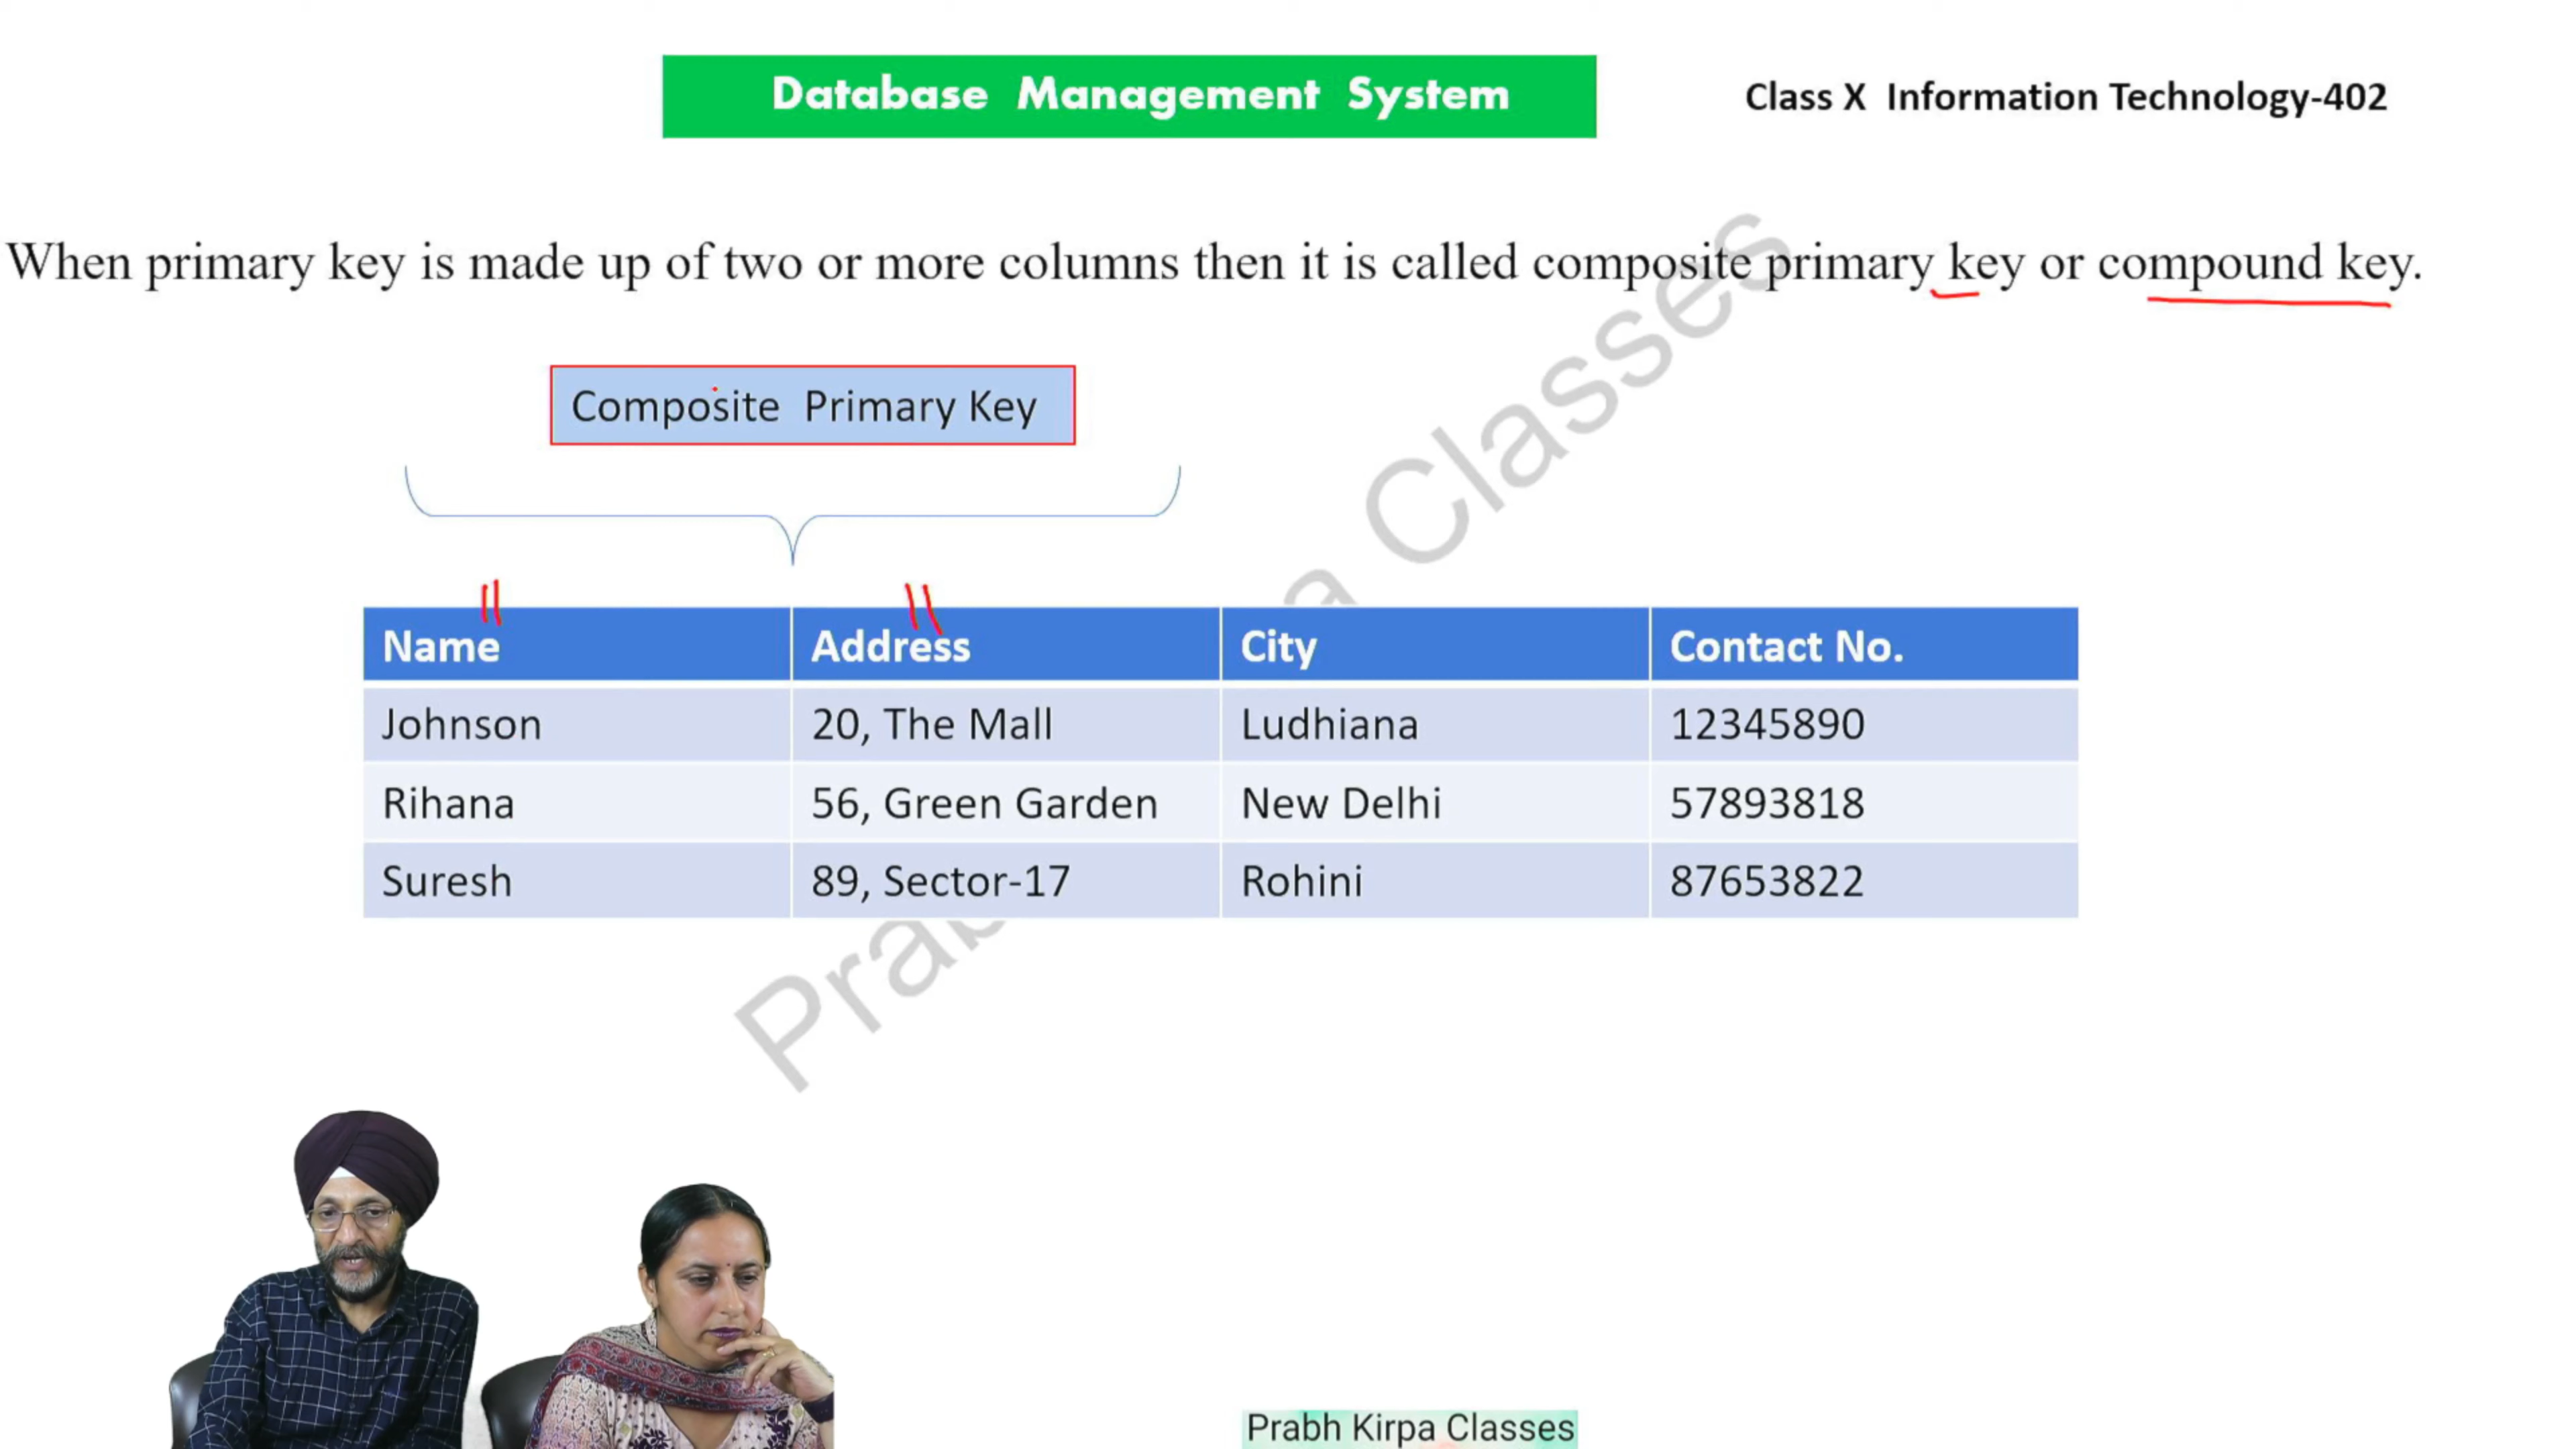 Database Management System
Class X Information Technology-402
When primary key is made up of two or more columns then it is called composite primary key or compound key.
Composite Primary Key
Name Address City Contact No.
Johnson 20, The Mall Ludhiana 12345890
Rihana 56, Green Garden New Delhi 57893818
Suresh 89, Sector-17 Rohini 87653822
Classes
Prabh Kirpa Classes